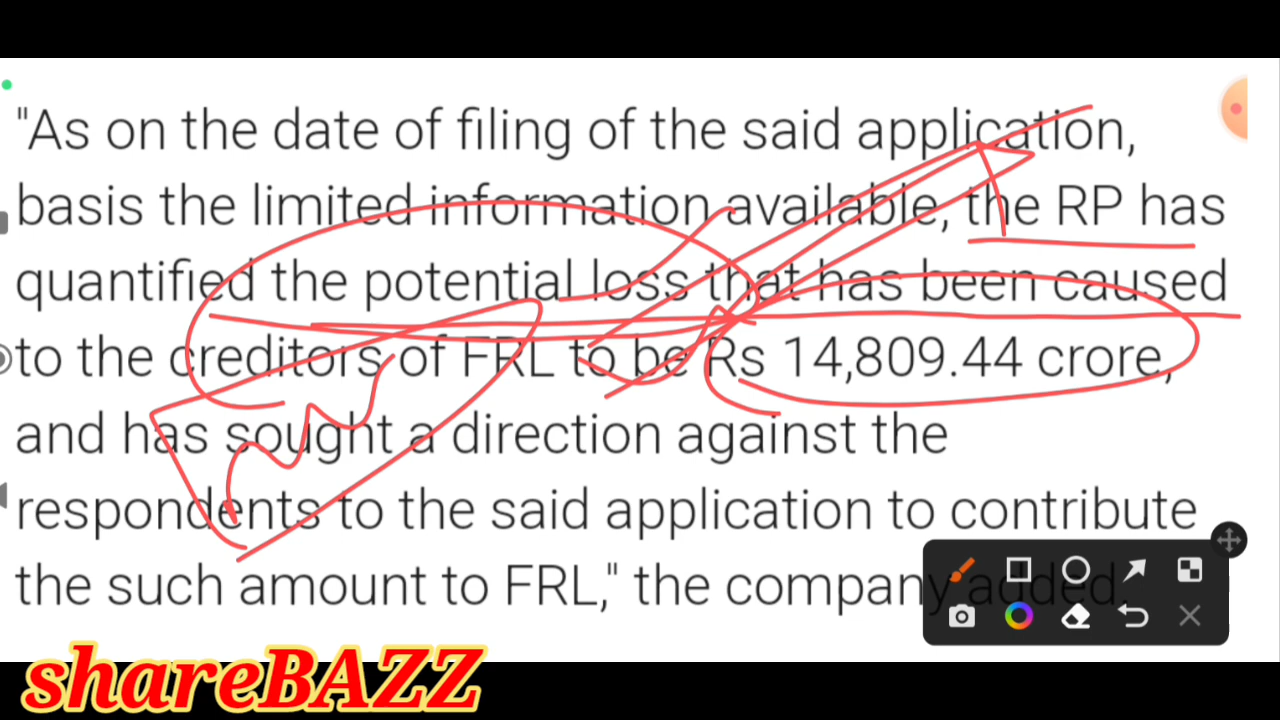 "As on the date of filing of the said application,
basis the limited information available, the RP has
quantified the potential loss that has been caused
to the creditors of FRL to be Rs 14,809.44 crore,
and has sought a direction against the
respondents to the said application to contribute
the such amount to FRL," the company added.
shareBAZZ